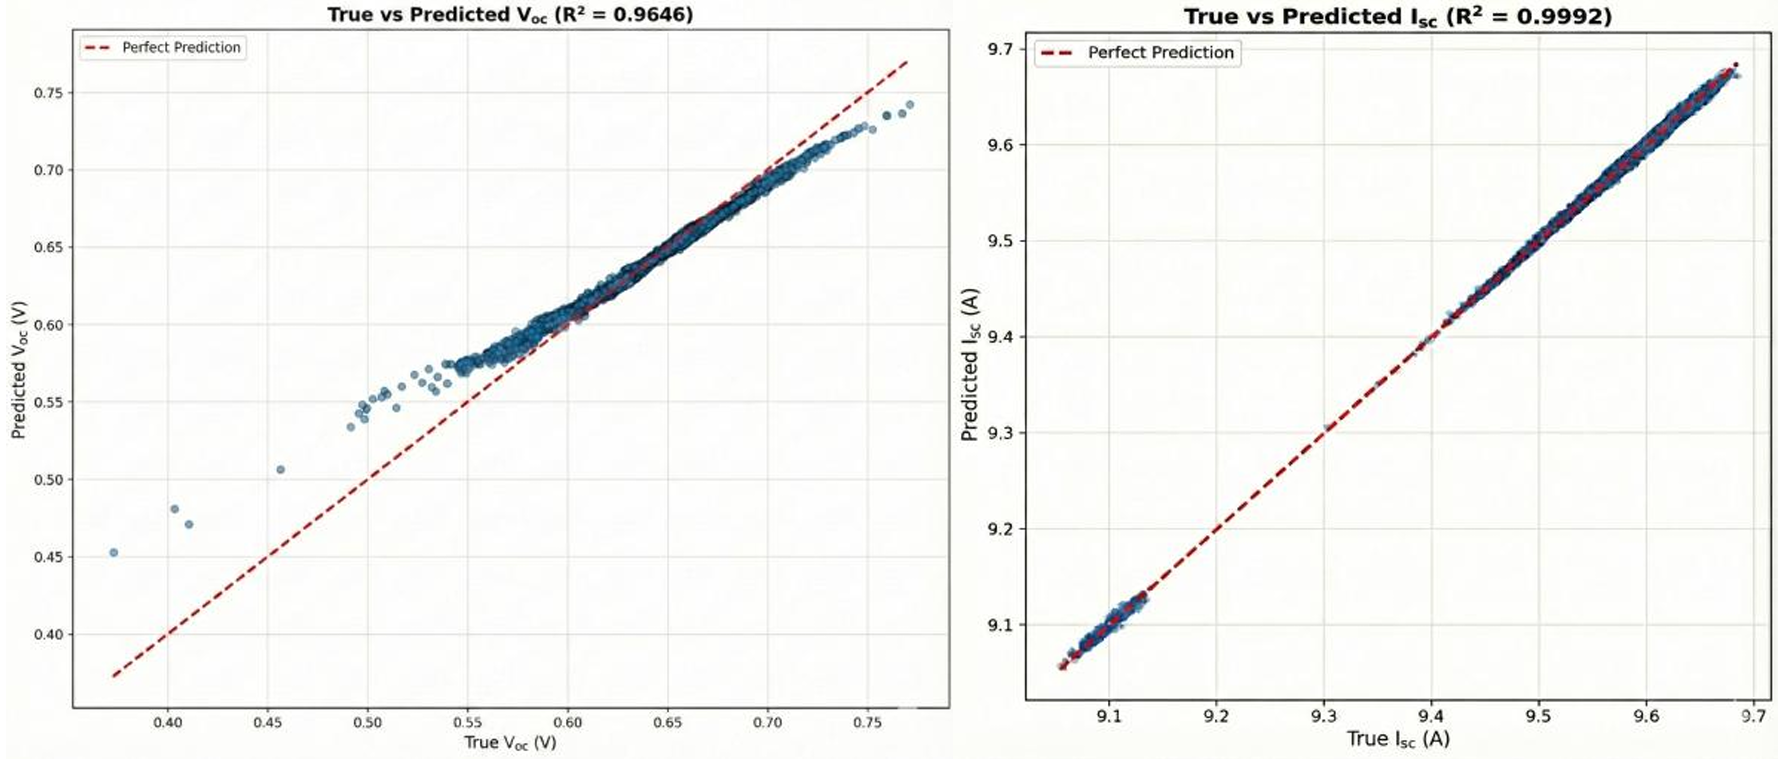 True vs Predicted Voc (R² = 0.9646)
Perfect Prediction
0.75
0.70
0.65
0.60
0.55
0.50
0.45
0.40
Predicted Voc (V)
0.40 0.45 0.50 0.55 0.60 0.65 0.70 0.75
True Voc (V)
True vs Predicted Isc (R² = 0.9992)
Perfect Prediction
9.7
9.6
9.5
9.4
9.3
9.2
9.1
Predicted Isc (A)
9.1 9.2 9.3 9.4 9.5 9.6 9.7
True Isc (A)